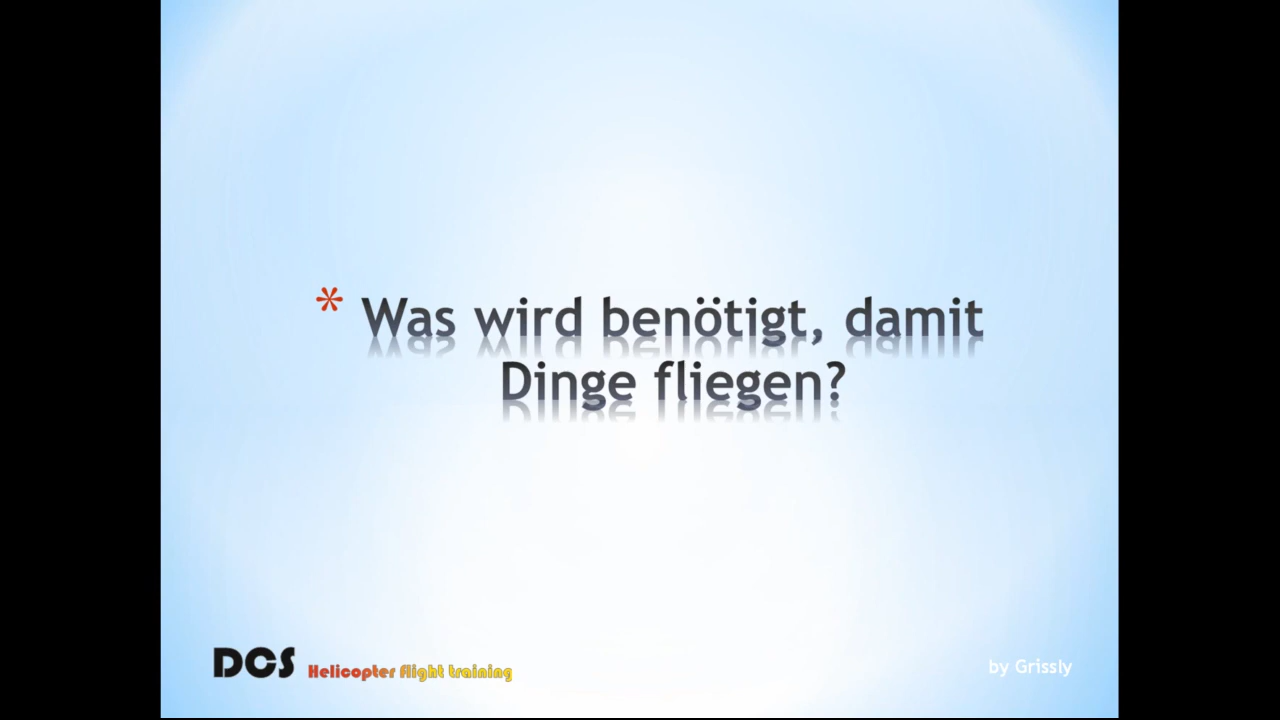 * Was wird benötigt, damit
Dinge fliegen?
DCS Helicopter flight training
by Grissly